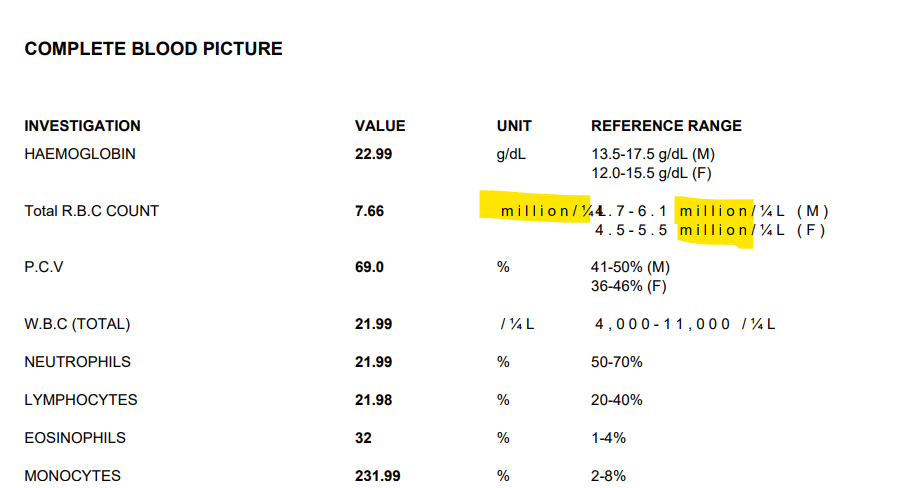 COMPLETE BLOOD PICTURE
INVESTIGATION VALUE UNIT REFERENCE RANGE
HAEMOGLOBIN 22.99 g/dL 13.5-17.5 g/dL (M)
12.0-15.5 g/dL (F)
Total R.B.C COUNT 7.66 million/¼L 4.7-6.1 million/¼L (M)
4.5-5.5 million/¼L (F)
P.C.V 69.0 % 41-50% (M)
36-46% (F)
W.B.C (TOTAL) 21.99 /¼L 4,000-11,000 /¼L
NEUTROPHILS 21.99 % 50-70%
LYMPHOCYTES 21.98 % 20-40%
EOSINOPHILS 32 % 1-4%
MONOCYTES 231.99 % 2-8%